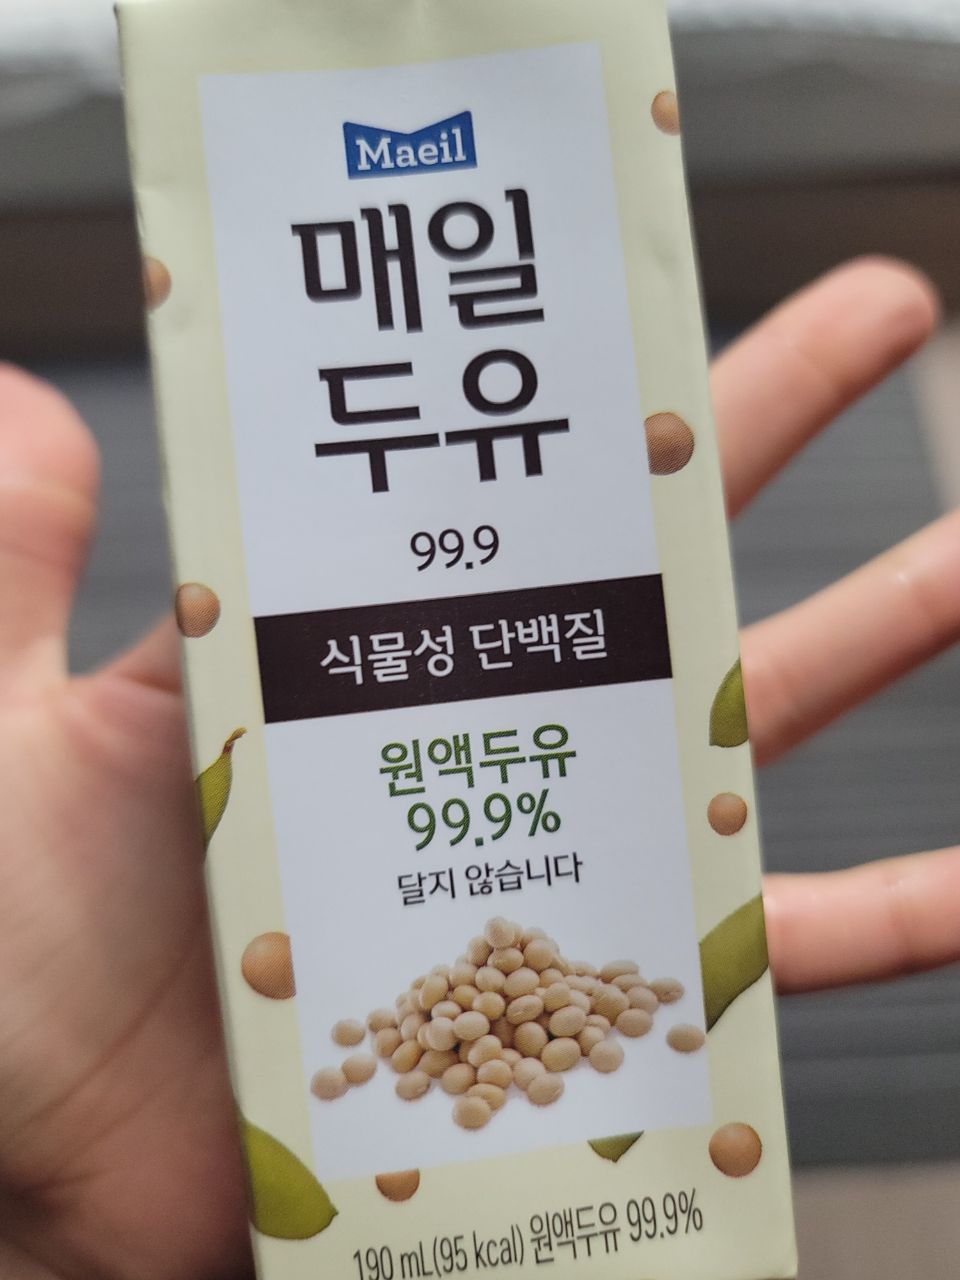 Maeil
매일
두유
99.9
식물성 단백질
원액두유
99.9%
달지 않습니다
190 mL(95 kcal) 원액두유 99.9%